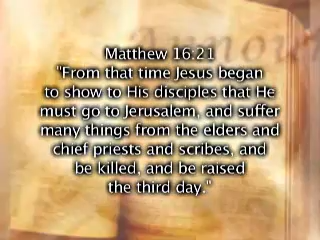 Matthew 16:21
"From that time Jesus began
to show to His disciples that He
must go to Jerusalem, and suffer
many things from the elders and
chief priests and scribes, and
be killed, and be raised
the third day."